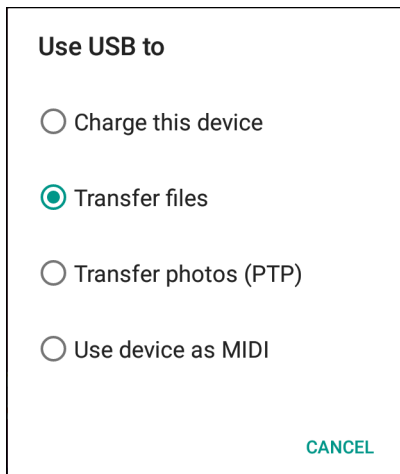 Use USB to
Charge this device
Transfer files
Transfer photos (PTP)
Use device as MIDI
CANCEL